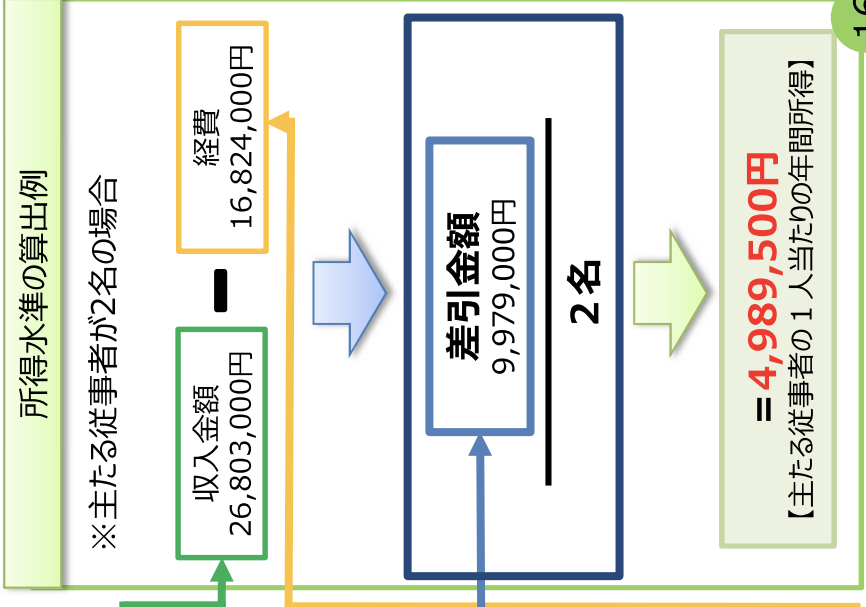 所得水準の算出例
※主たる従事者が2名の場合
収入金額
26,803,000円
ー
経費
16,824,000円
差引金額
9,979,000円
2名
=4,989,500円
【主たる従事者の1人当たりの年間所得】